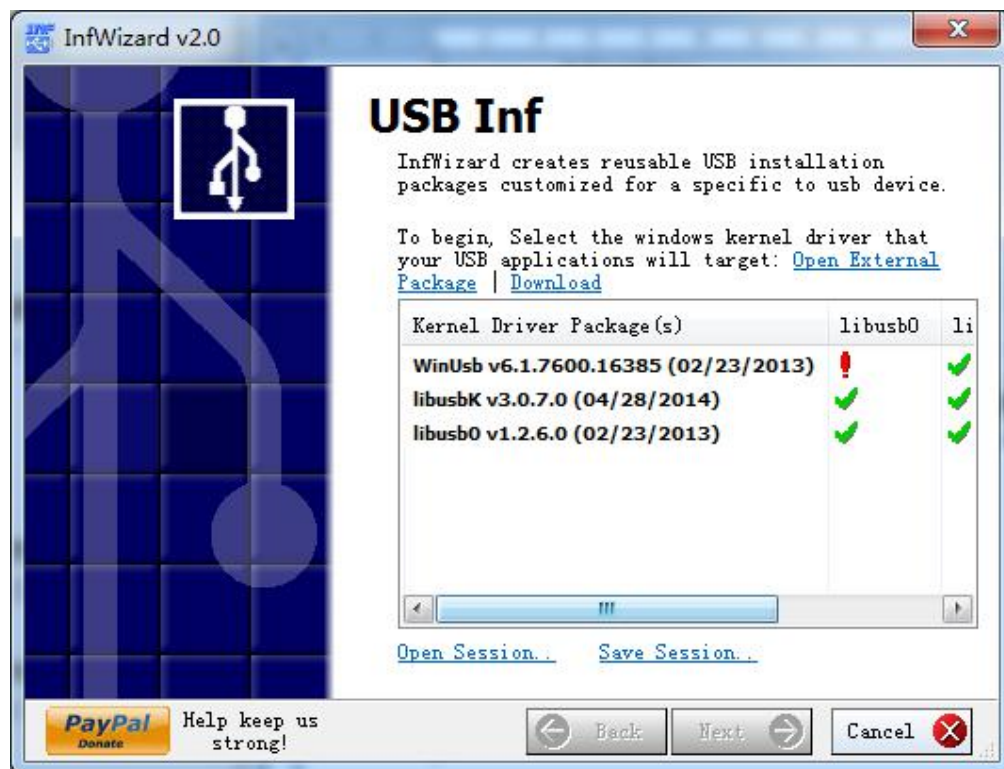 InfWizard v2.0
USB Inf
InfWizard creates reusable USB installation
packages customized for a specific to usb device.
To begin, Select the windows kernel driver that
your USB applications will target: Open External
Package | Download
Kernel Driver Package(s) libusb0 li
WinUsb v6.1.7600.16385 (02/23/2013)
libusbK v3.0.7.0 (04/28/2014)
libusb0 v1.2.6.0 (02/23/2013)
Open Session.. Save Session..
PayPal
Donate
Help keep us
strong!
Back Next Cancel